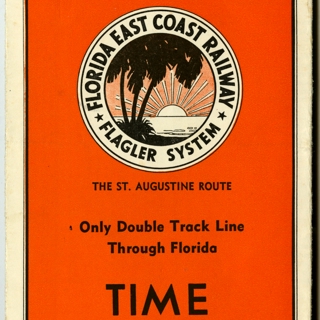 FLORIDA EAST COAST RAILWAY
★ FLAGLER SYSTEM ★
THE ST. AUGUSTINE ROUTE
Only Double Track Line
Through Florida
TIME